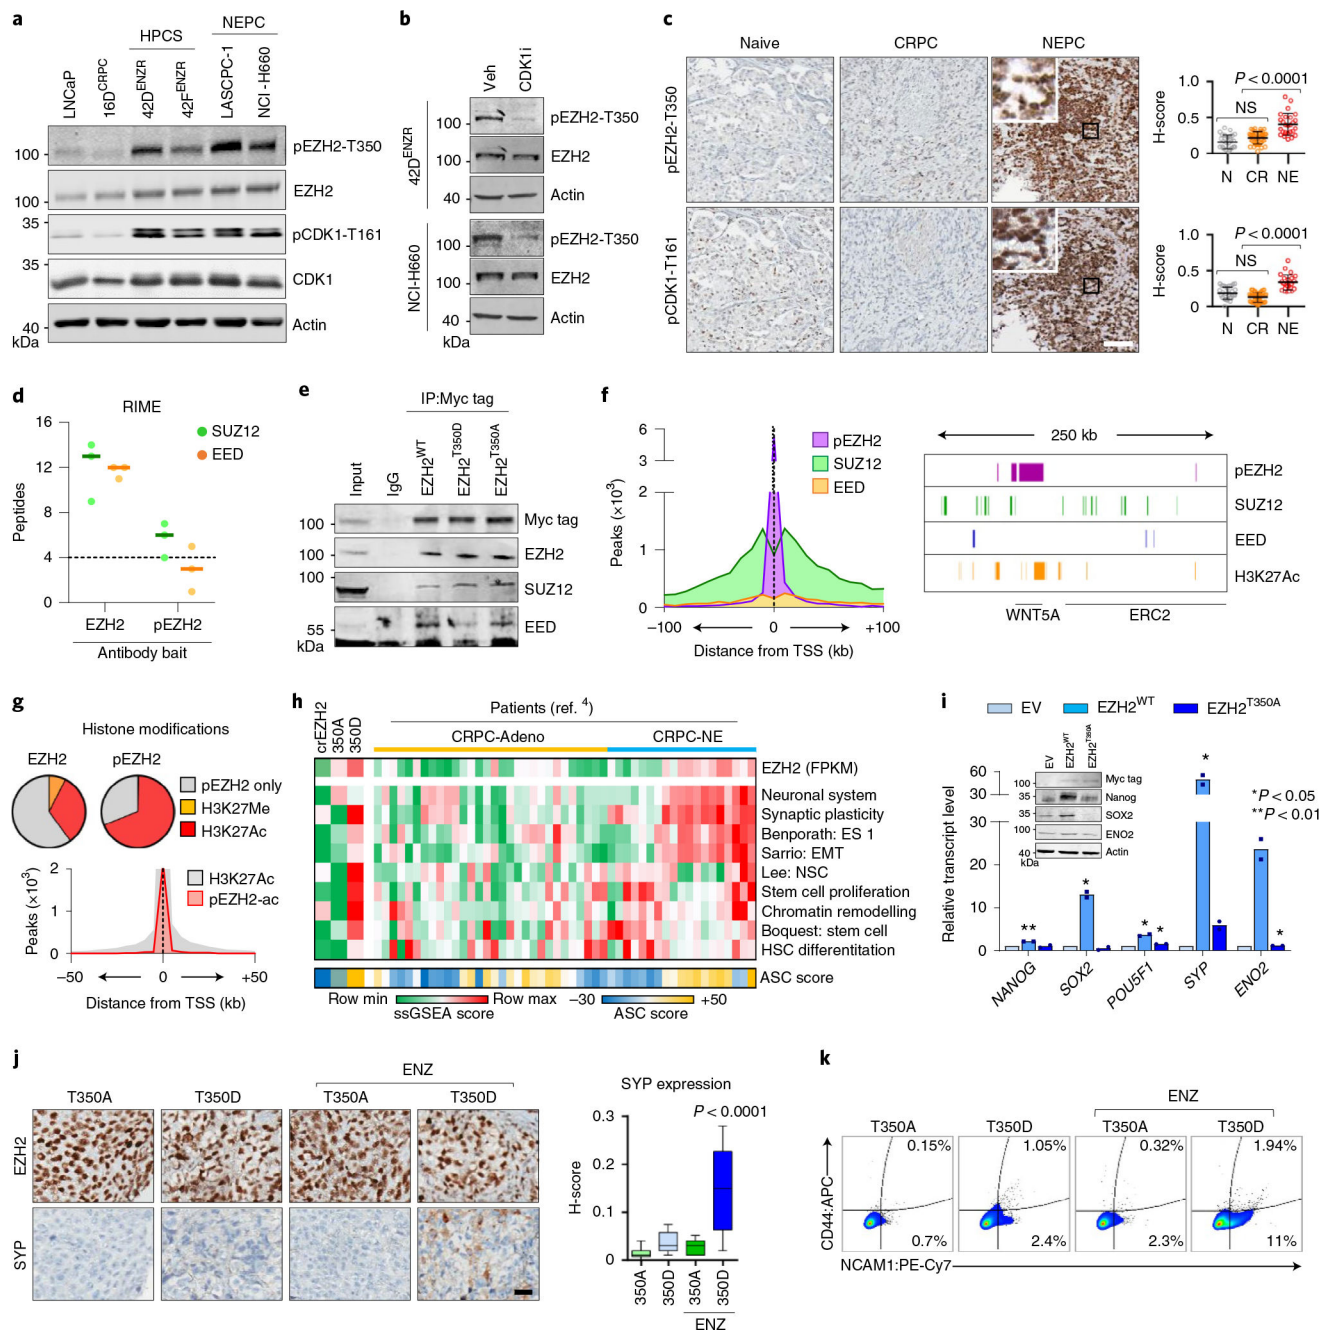 a
HPCS
NEPC
LNCaP
16D^CRPC
42D^ENZR
42F^ENZR
LASCPC-1
NCI-H660
100
pEZH2-T350
100
EZH2
35
pCDK1-T161
35
CDK1
40
Actin
kDa
b
Veh
CDK1i
42D^ENZR
100
pEZH2-T350
100
EZH2
40
Actin
NCI-H660
100
pEZH2-T350
100
EZH2
40
Actin
kDa
c
Naive
CRPC
NEPC
pEZH2-T350
pCDK1-T161
P < 0.0001
NS
H-score
1.0
0.5
0
N CR NE
P < 0.0001
NS
H-score
1.0
0.5
0
N CR NE
d
RIME
SUZ12
EED
Peptides
16
12
8
4
0
EZH2 pEZH2
Antibody bait
e
IP:Myc tag
Input
IgG
EZH2^WT
EZH2^T350D
EZH2^T350A
100
Myc tag
100
EZH2
100
SUZ12
55
EED
kDa
f
pEZH2
SUZ12
EED
Peaks (×10³)
6
3
2
1
0
−100 0 +100
Distance from TSS (kb)
250 kb
pEZH2
SUZ12
EED
H3K27Ac
WNT5A
ERC2
g
Histone modifications
EZH2 pEZH2
pEZH2 only
H3K27Me
H3K27Ac
H3K27Ac
pEZH2-ac
Peaks (×10³)
2
1
0
−50 0 +50
Distance from TSS (kb)
h
crEZH2
350A
350D
Patients (ref. ⁴)
CRPC-Adeno
CRPC-NE
EZH2 (FPKM)
Neuronal system
Synaptic plasticity
Benporath: ES 1
Sarrio: EMT
Lee: NSC
Stem cell proliferation
Chromatin remodelling
Boquest: stem cell
HSC differentitation
ASC score
Row min Row max
ssGSEA score
−30 +50
ASC score
i
EV EZH2^WT EZH2^T350A
Relative transcript level
60
30
30
20
10
0
EV
EZH2^WT
EZH2^T350A
100
Myc tag
35
Nanog
35
SOX2
100
ENO2
40
Actin
kDa
*P < 0.05
**P < 0.01
**
*
*
*
*
*
NANOG
SOX2
POU5F1
SYP
ENO2
j
ENZ
T350A T350D T350A T350D
EZH2
SYP
SYP expression
P < 0.0001
H-score
0.3
0.2
0.1
0
350A
350D
350A
350D
ENZ
k
ENZ
T350A T350D T350A T350D
0.15% 1.05% 0.32% 1.94%
0.7% 2.4% 2.3% 11%
CD44:APC
NCAM1:PE-Cy7